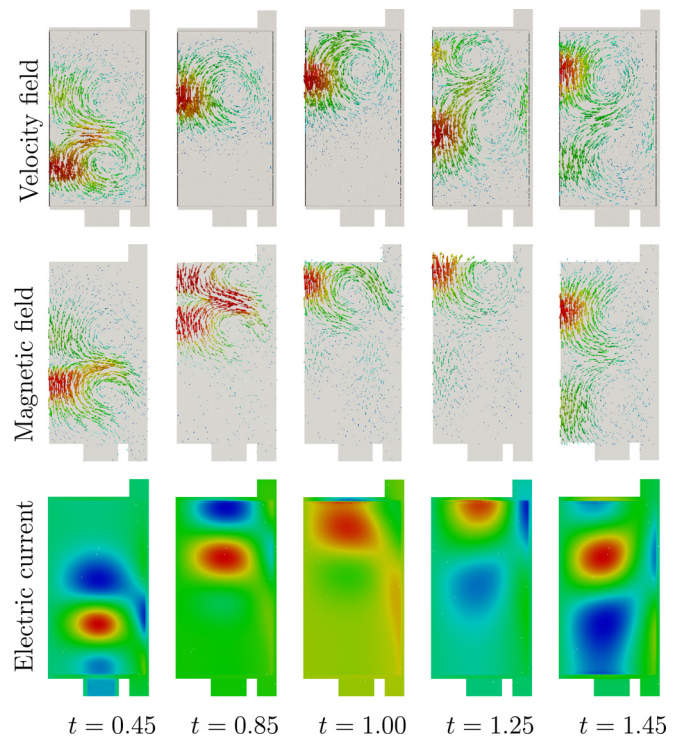 Velocity field
Magnetic field
Electric current
t = 0.45
t = 0.85
t = 1.00
t = 1.25
t = 1.45